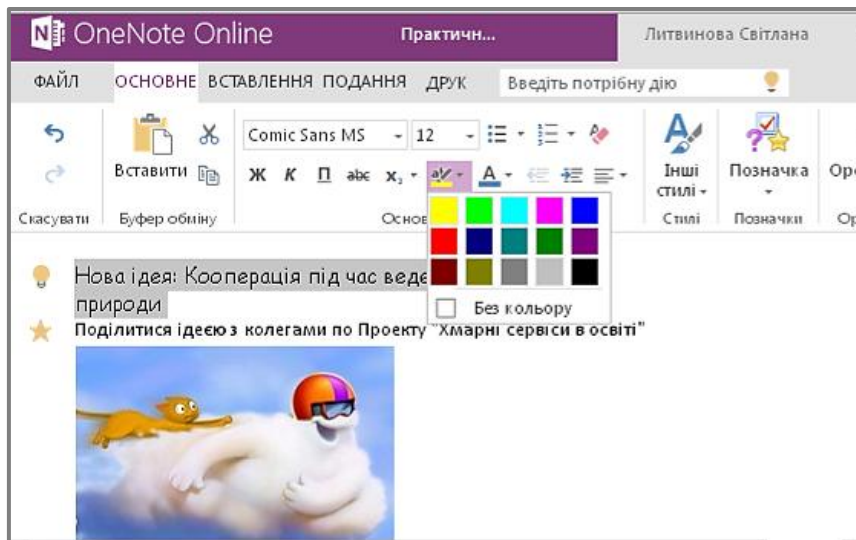 N OneNote Online Практичн... Литвинова Світлана
ФАЙЛ ОСНОВНЕ ВСТАВЛЕННЯ ПОДАННЯ ДРУК Введіть потрібну дію
Comic Sans MS 12
Вставити Ж К П abc x, ab A Інші стилі Позначка
Скасувати Буфер обміну Стилі Позначки
Нова ідея: Кооперація під час
природи
Без кольору
Поділитися ідеєю з колегами по Проекту "Хмарні сервіси в освіті"